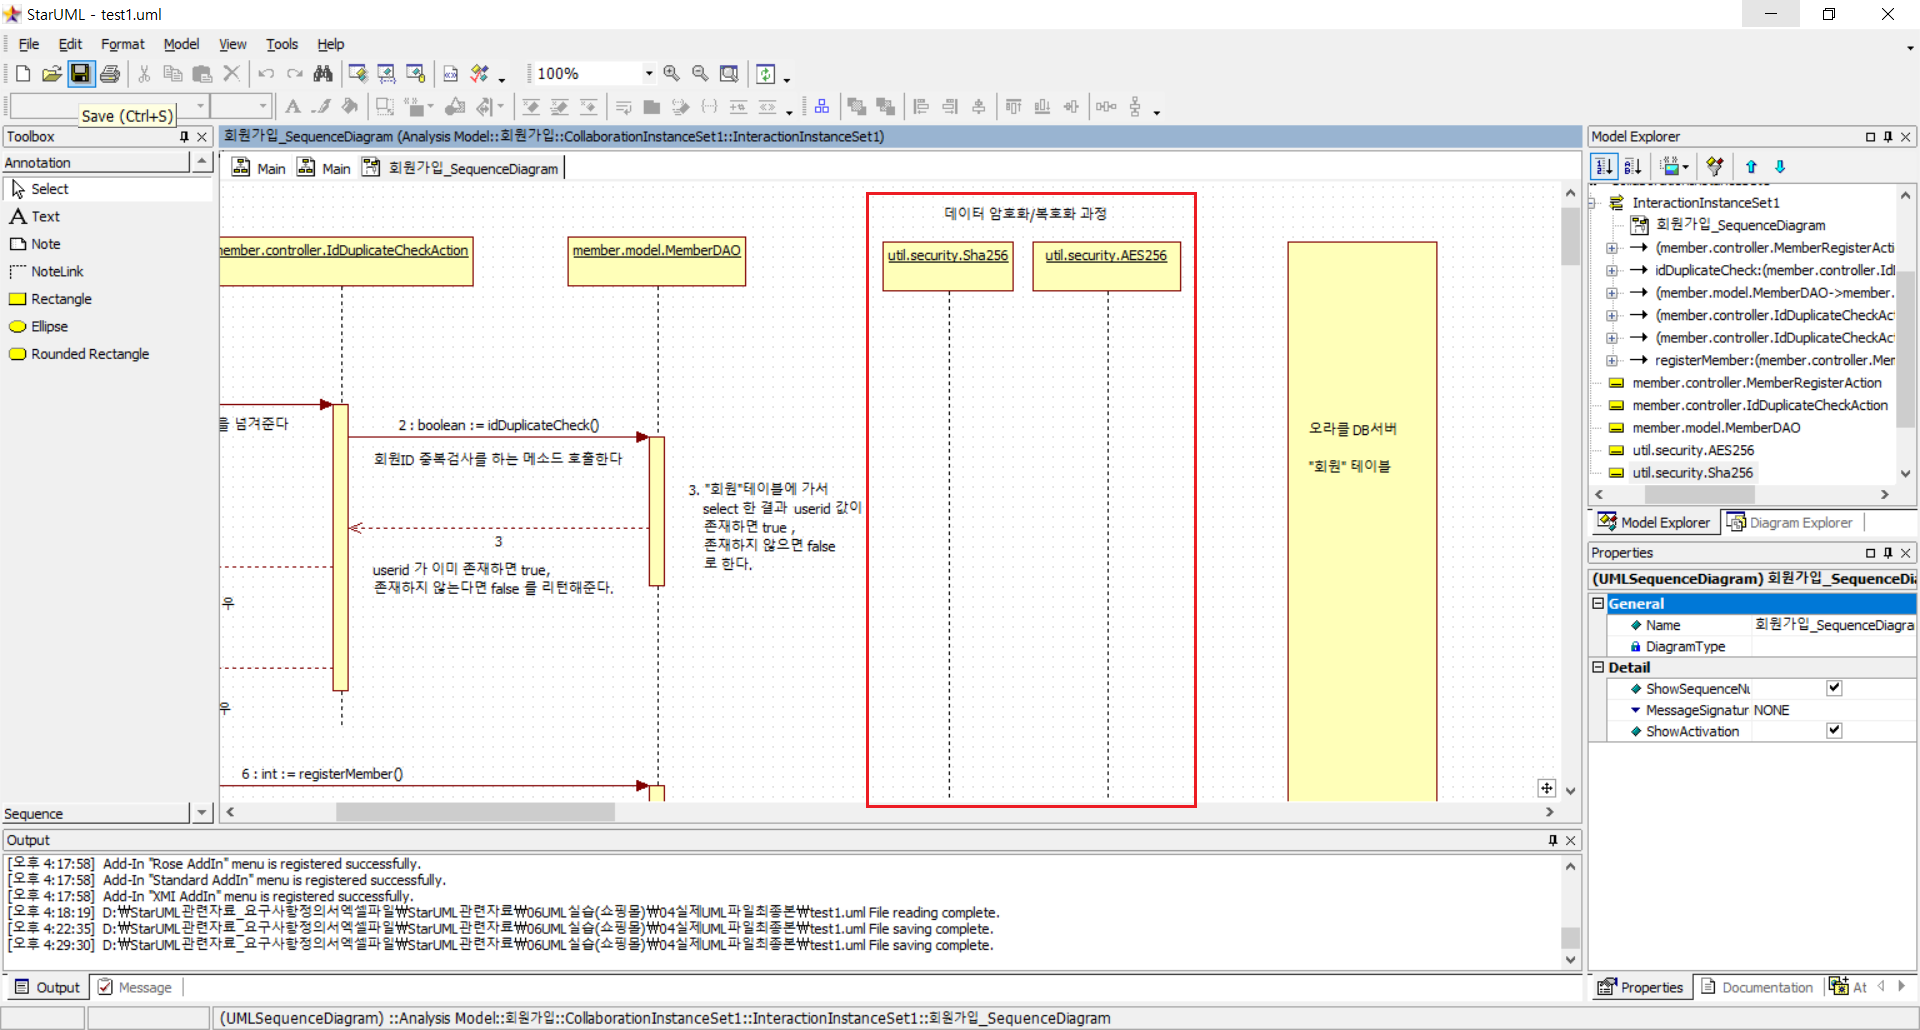 StarUML - test1.uml
File Edit Format Model View Tools Help
100%
Save (Ctrl+S)
Toolbox
Annotation
Select
Text
Note
NoteLink
Rectangle
Ellipse
Rounded Rectangle
Sequence
회원가입_SequenceDiagram (Analysis Model::회원가입::CollaborationInstanceSet1::InteractionInstanceSet1)
Main Main 회원가입_SequenceDiagram
데이터 암호화/복호화 과정
member.controller.IdDuplicateCheckAction
member.model.MemberDAO
util.security.Sha256
util.security.AES256
을 넘겨준다
2 : boolean := idDuplicateCheck()
회원ID 중복검사를 하는 메소드 호출한다
3. "회원"테이블에 가서
select 한 결과 userid 값이
존재하면 true ,
존재하지 않으면 false
로 한다.
3
userid 가 이미 존재하면 true,
존재하지 않는다면 false 를 리턴해준다.
우
우
6 : int := registerMember()
오라클 DB서버
"회원" 테이블
Model Explorer
InteractionInstanceSet1
회원가입_SequenceDiagram
(member.controller.MemberRegisterActi
idDuplicateCheck:(member.controller.Id
(member.model.MemberDAO->member.
(member.controller.IdDuplicateCheckAc
(member.controller.IdDuplicateCheckAc
registerMember:(member.controller.Mer
member.controller.MemberRegisterAction
member.controller.IdDuplicateCheckAction
member.model.MemberDAO
util.security.AES256
util.security.Sha256
Model Explorer Diagram Explorer
Properties
(UMLSequenceDiagram) 회원가입_SequenceDi
General
Name 회원가입_SequenceDiagra
DiagramType
Detail
ShowSequenceNu
MessageSignatur NONE
ShowActivation
Properties Documentation At
Output
[오후 4:17:58] Add-In "Rose AddIn" menu is registered successfully.
[오후 4:17:58] Add-In "Standard AddIn" menu is registered successfully.
[오후 4:17:58] Add-In "XMI AddIn" menu is registered successfully.
[오후 4:18:19] D:₩StarUML관련자료_요구사항정의서엑셀파일₩StarUML관련자료₩06UML실습(쇼핑몰)₩04실제UML파일최종본₩test1.uml File reading complete.
[오후 4:22:35] D:₩StarUML관련자료_요구사항정의서엑셀파일₩StarUML관련자료₩06UML실습(쇼핑몰)₩04실제UML파일최종본₩test1.uml File saving complete.
[오후 4:29:30] D:₩StarUML관련자료_요구사항정의서엑셀파일₩StarUML관련자료₩06UML실습(쇼핑몰)₩04실제UML파일최종본₩test1.uml File saving complete.
Output Message
(UMLSequenceDiagram) ::Analysis Model::회원가입::CollaborationInstanceSet1::InteractionInstanceSet1::회원가입_SequenceDiagram